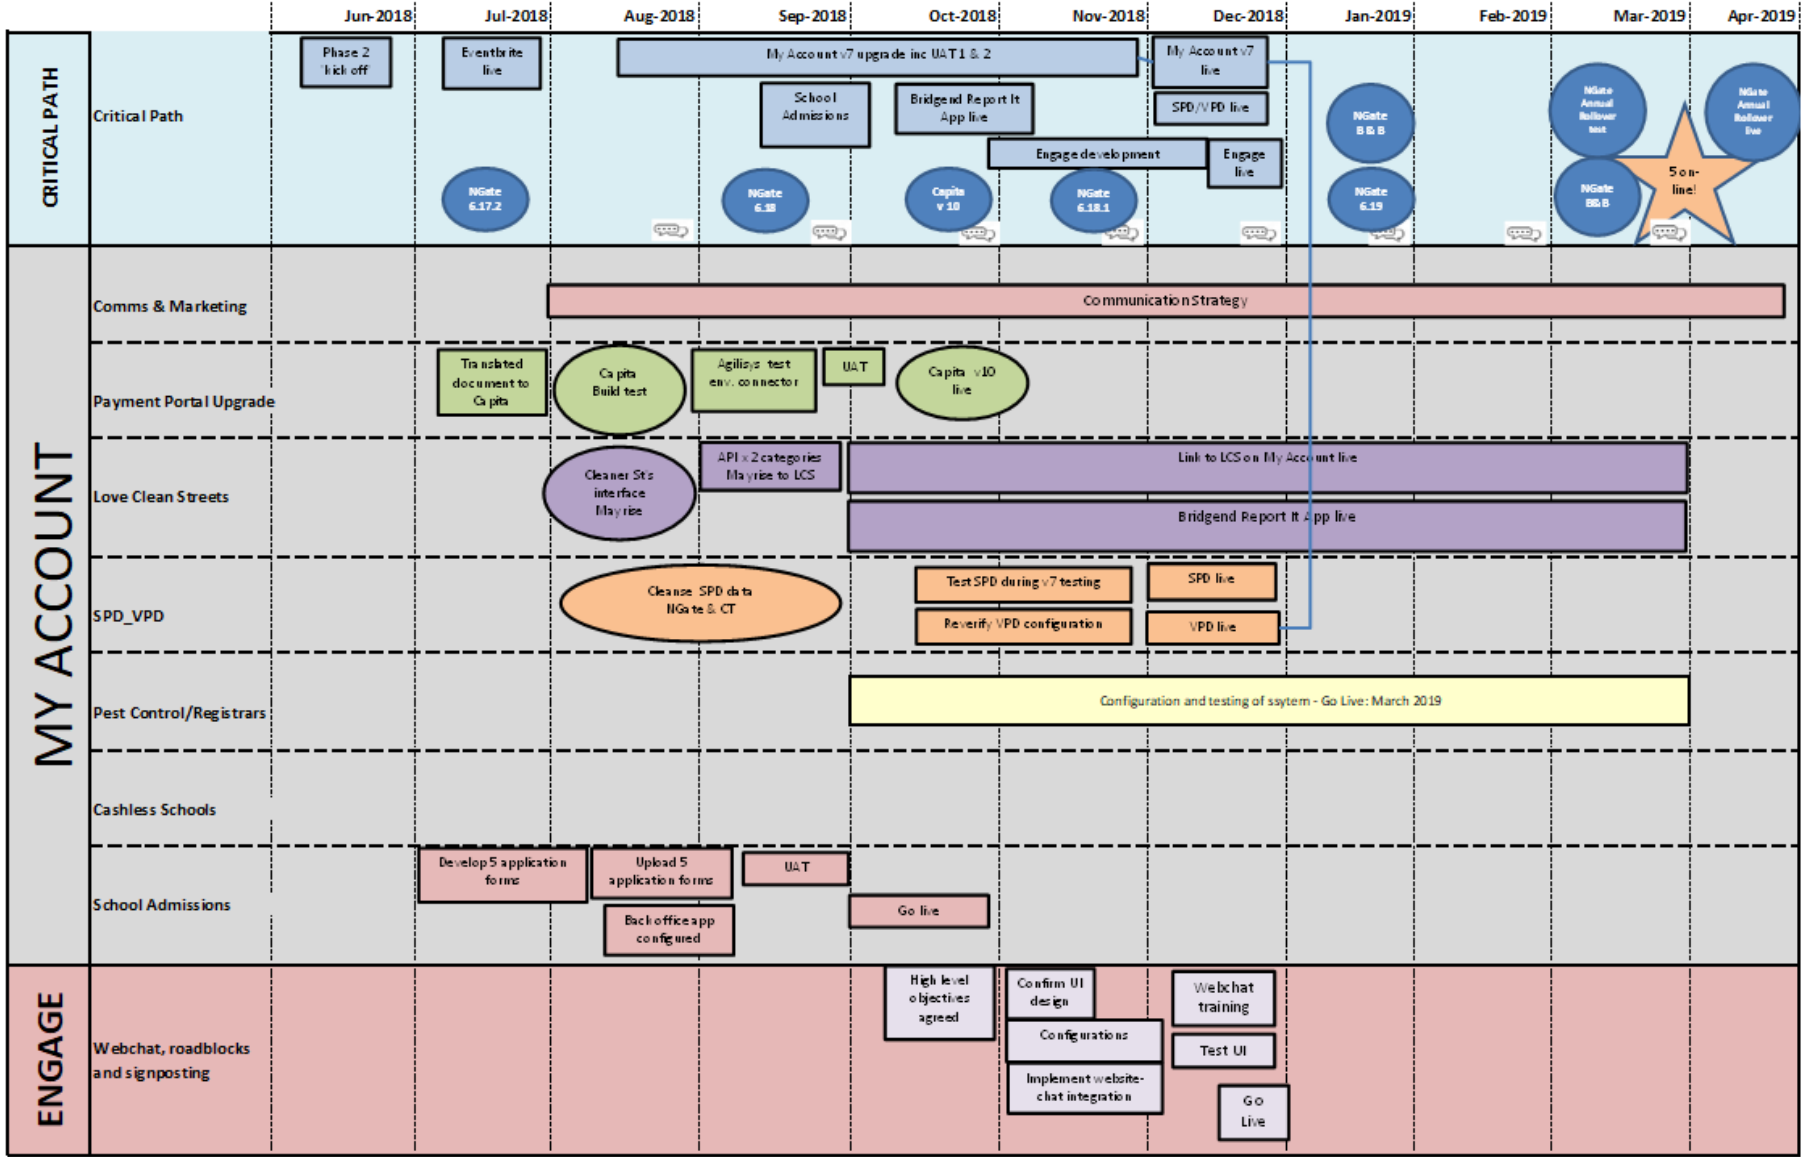 Jun-2018 Jul-2018 Aug-2018 Sep-2018 Oct-2018 Nov-2018 Dec-2018 Jan-2019 Feb-2019 Mar-2019 Apr-2019
CRITICAL PATH
Critical Path
Phase 2
'kick off'
Eventbrite
live
My Account v7 upgrade inc UAT 1 & 2
My Account v7
live
School
Admissions
Bridgend Report It
App live
SPD/VPD live
Engage development
Engage
live
NGate
6.17.2
NGate
6.18
Capita
v 10
NGate
6.18.1
NGate
B & B
NGate
6.19
NGate
Annual
Rollover
test
NGate
B&B
5 on-
line!
NGate
Annual
Rollover
live
MY ACCOUNT
Comms & Marketing
Communication Strategy
Payment Portal Upgrade
Translated
document to
Capita
Capita
Build test
Agilisys test
env. connector
UAT
Capita v10
live
Love Clean Streets
Cleaner St's
interface
Mayrise
API x 2 categories
Mayrise to LCS
Link to LCS on My Account live
Bridgend Report It App live
SPD_VPD
Cleanse SPD data
NGate & CT
Test SPD during v7 testing
Reverify VPD configuration
SPD live
VPD live
Pest Control/Registrars
Configuration and testing of ssytem - Go Live: March 2019
Cashless Schools
School Admissions
Develop 5 application
forms
Upload 5
application forms
UAT
Back office app
configured
Go live
ENGAGE
Webchat, roadblocks
and signposting
High level
objectives
agreed
Confirm UI
design
Configurations
Implement website-
chat integration
Webchat
training
Test UI
Go
Live